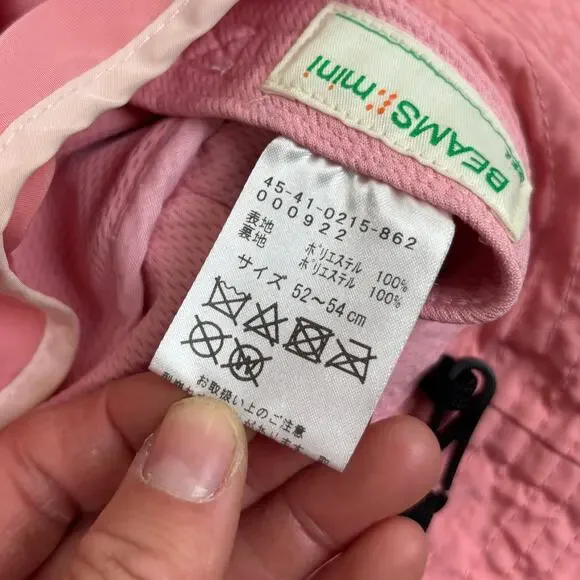 BEAMS mini
45-41-0215-862
000922
表地 ポリエステル 100%
裏地 ポリエステル 100%
サイズ 52～54cm
お取扱い上のご注意